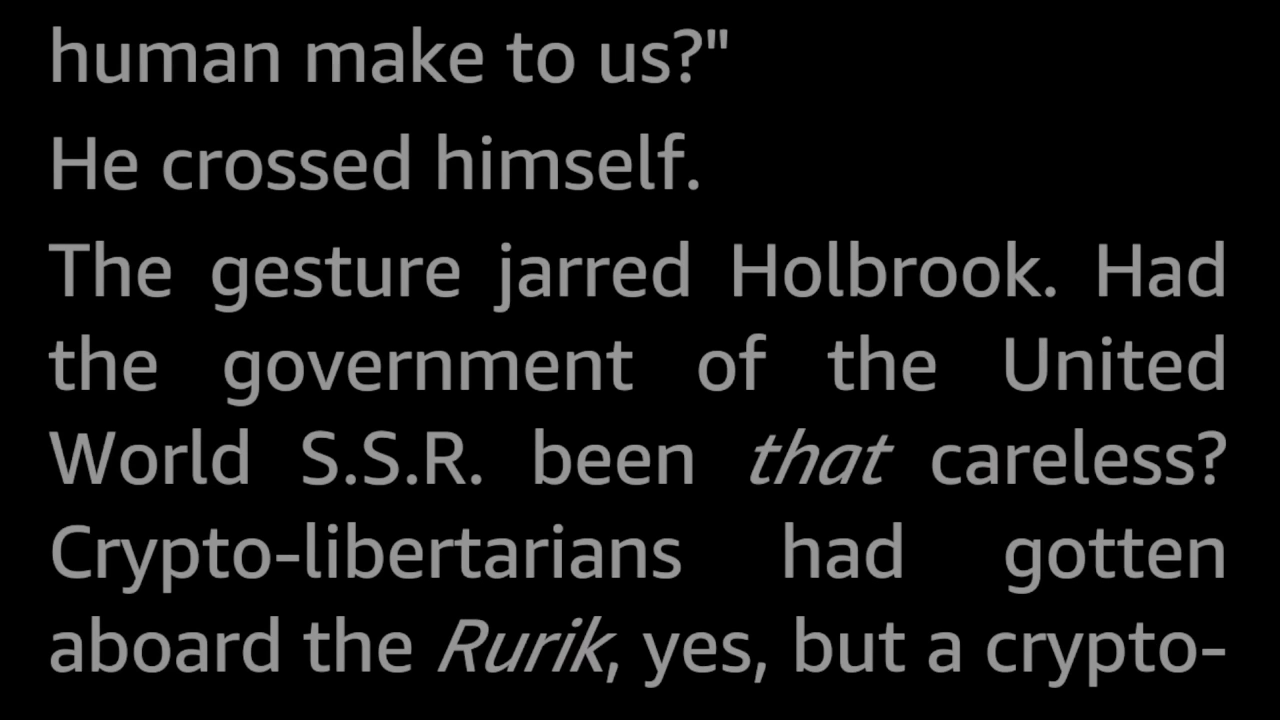 human make to us?"
He crossed himself.
The gesture jarred Holbrook. Had
the government of the United
World S.S.R. been that careless?
Crypto-libertarians had gotten
aboard the Rurik, yes, but a crypto-